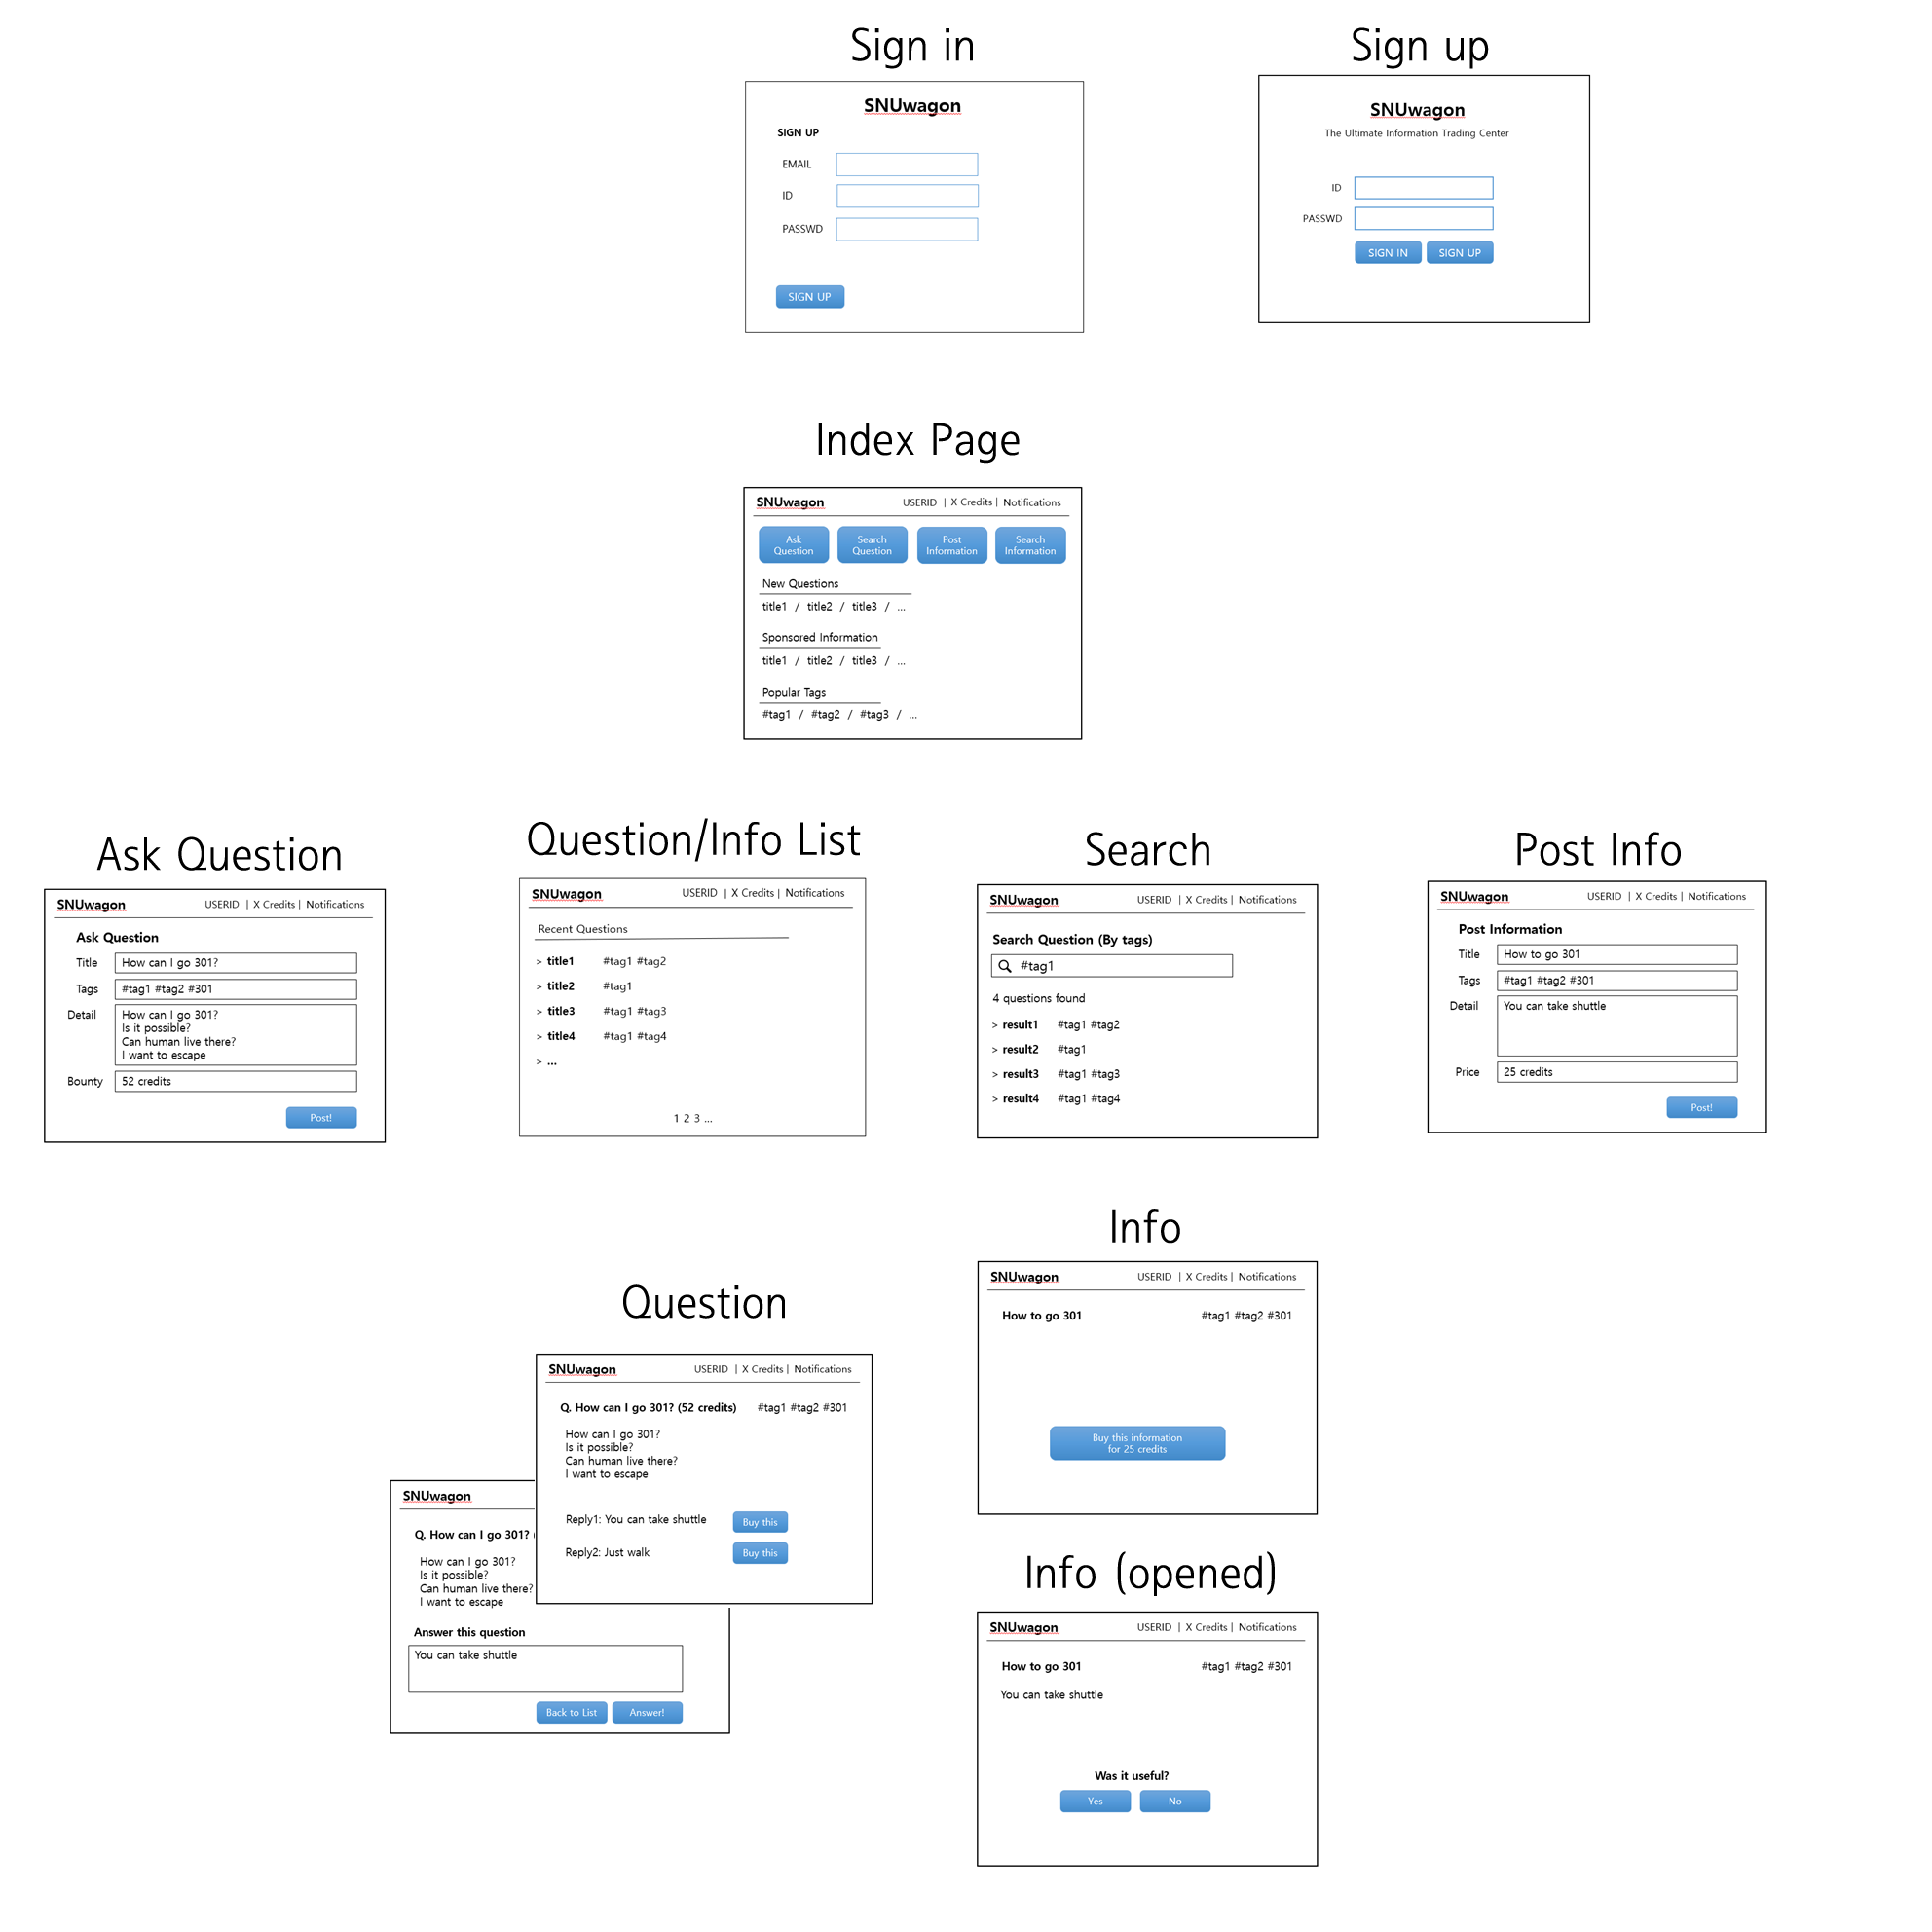 Sign in
SNUwagon
SIGN UP
EMAIL
ID
PASSWD
SIGN UP
Sign up
SNUwagon
The Ultimate Information Trading Center
ID
PASSWD
SIGN IN SIGN UP
Index Page
SNUwagon USERID | X Credits | Notifications
Ask
Question
Search
Question
Post
Information
Search
Information
New Questions
title1 / title2 / title3 / ...
Sponsored Information
title1 / title2 / title3 / ...
Popular Tags
#tag1 / #tag2 / #tag3 / ...
Ask Question
SNUwagon USERID | X Credits | Notifications
Ask Question
Title How can I go 301?
Tags #tag1 #tag2 #301
Detail How can I go 301?
Is it possible?
Can human live there?
I want to escape
Bounty 52 credits
Post!
Question/Info List
SNUwagon USERID | X Credits | Notifications
Recent Questions
> title1 #tag1 #tag2
> title2 #tag1
> title3 #tag1 #tag3
> title4 #tag1 #tag4
> ...
1 2 3 ...
Search
SNUwagon USERID | X Credits | Notifications
Search Question (By tags)
#tag1
4 questions found
> result1 #tag1 #tag2
> result2 #tag1
> result3 #tag1 #tag3
> result4 #tag1 #tag4
Post Info
SNUwagon USERID | X Credits | Notifications
Post Information
Title How to go 301
Tags #tag1 #tag2 #301
Detail You can take shuttle
Price 25 credits
Post!
Question
SNUwagon USERID | X Credits | Notifications
Q. How can I go 301? (52 credits) #tag1 #tag2 #301
How can I go 301?
Is it possible?
Can human live there?
I want to escape
Reply1: You can take shuttle Buy this
Reply2: Just walk Buy this
SNUwagon
Q. How can I go 301? (
How can I go 301?
Is it possible?
Can human live there?
I want to escape
Answer this question
You can take shuttle
Back to List Answer!
Info
SNUwagon USERID | X Credits | Notifications
How to go 301 #tag1 #tag2 #301
Buy this information
for 25 credits
Info (opened)
SNUwagon USERID | X Credits | Notifications
How to go 301 #tag1 #tag2 #301
You can take shuttle
Was it useful?
Yes No